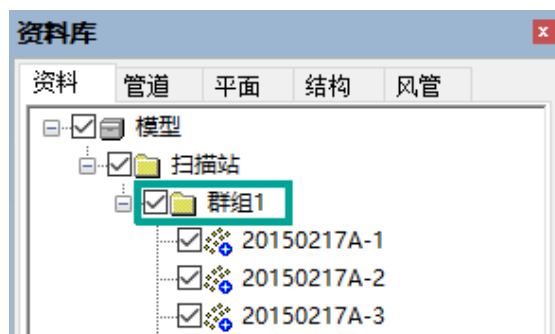 资料库
资料 管道 平面 结构 风管
模型
扫描站
群组1
20150217A-1
20150217A-2
20150217A-3